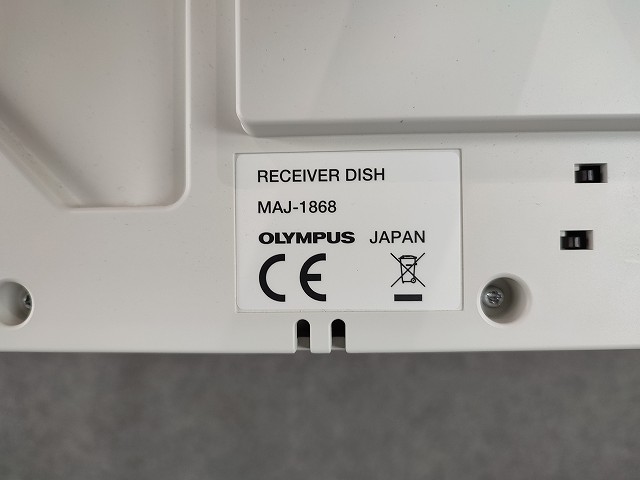 RECEIVER DISH
MAJ-1868
OLYMPUS JAPAN
CE